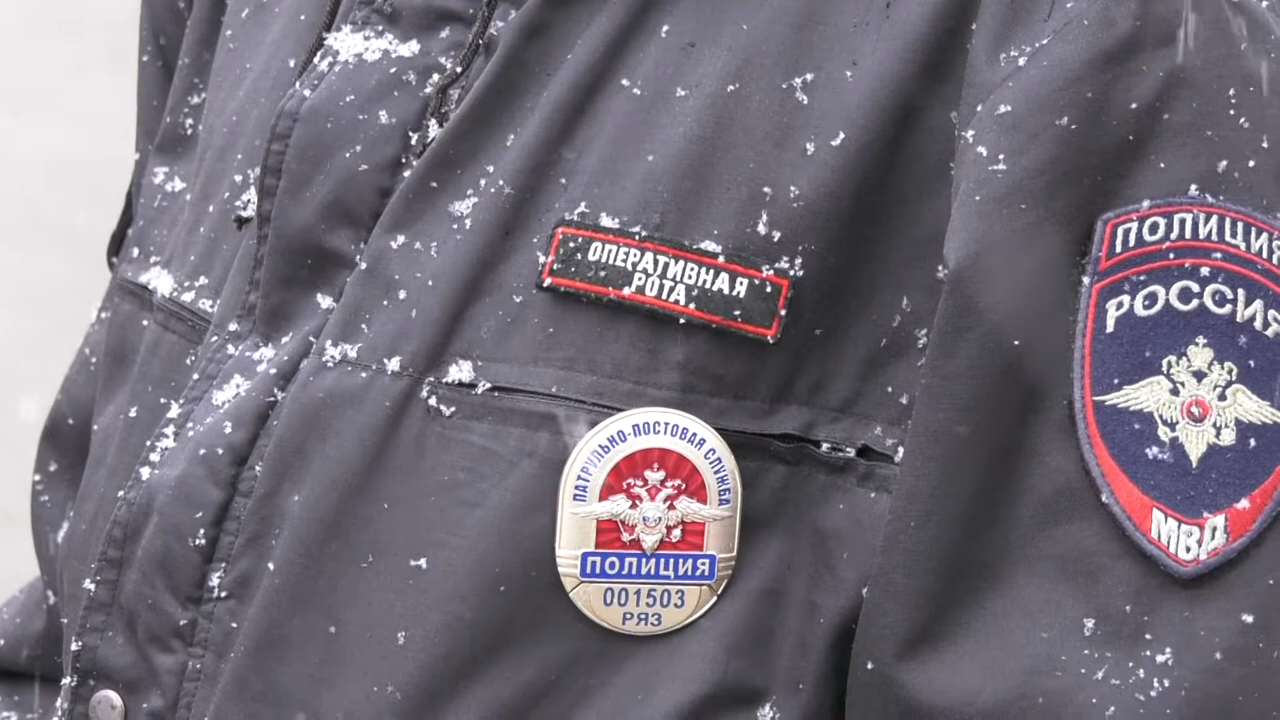 ОПЕРАТИВНАЯ
РОТА
ПАТРУЛЬНО-ПОСТОВАЯ СЛУЖБА
ПОЛИЦИЯ
001503
РЯЗ
ПОЛИЦИЯ
РОССИЯ
МВД